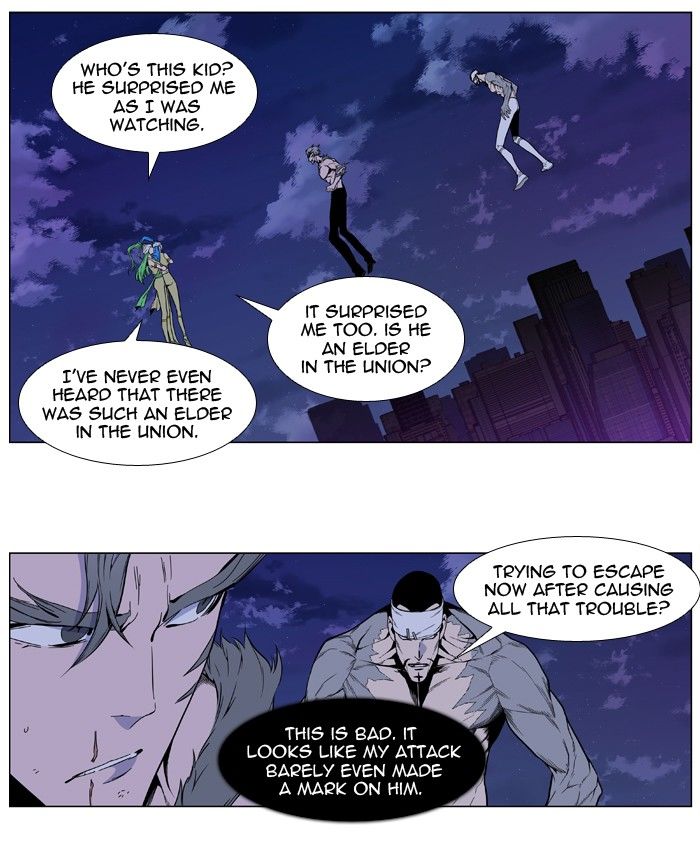 WHO'S THIS KID?
HE SURPRISED ME
AS I WAS
WATCHING.
IT SURPRISED
ME TOO. IS HE
AN ELDER
IN THE UNION?
I'VE NEVER EVEN
HEARD THAT THERE
WAS SUCH AN ELDER
IN THE UNION.
TRYING TO ESCAPE
NOW AFTER CAUSING
ALL THAT TROUBLE?
THIS IS BAD. IT
LOOKS LIKE MY ATTACK
BARELY EVEN MADE
A MARK ON HIM.